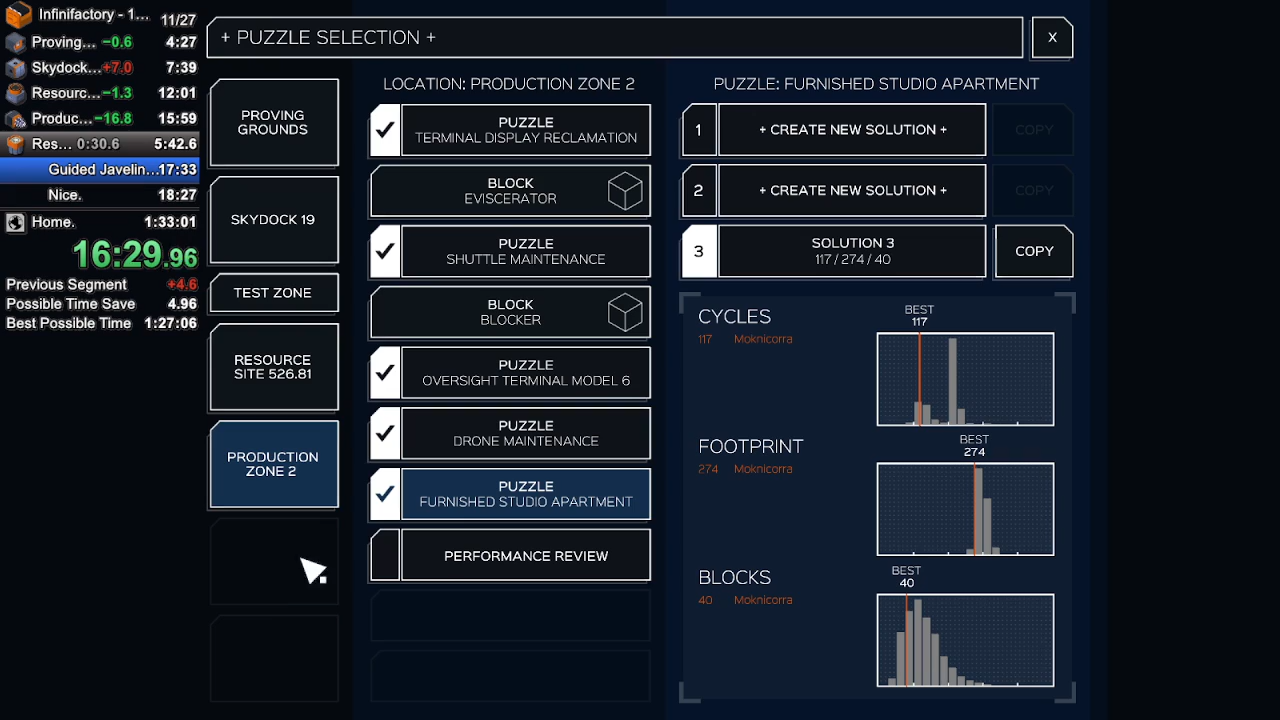 Infinifactory - 1... 11/27
Proving... −0.6 4:27
Skydock... +7.0 7:39
Resourc... −1.3 12:01
Produc... −16.8 15:59
Res... 0:30.6 5:42.6
Guided Javelin... 17:33
Nice. 18:27
Home. 1:33:01
16:29.96
Previous Segment +4.6
Possible Time Save 4.96
Best Possible Time 1:27:06
+ PUZZLE SELECTION +
X
PROVING
GROUNDS
SKYDOCK 19
TEST ZONE
RESOURCE
SITE 526.81
PRODUCTION
ZONE 2
LOCATION: PRODUCTION ZONE 2
PUZZLE
TERMINAL DISPLAY RECLAMATION
BLOCK
EVISCERATOR
PUZZLE
SHUTTLE MAINTENANCE
BLOCK
BLOCKER
PUZZLE
OVERSIGHT TERMINAL MODEL 6
PUZZLE
DRONE MAINTENANCE
PUZZLE
FURNISHED STUDIO APARTMENT
PERFORMANCE REVIEW
PUZZLE: FURNISHED STUDIO APARTMENT
1 + CREATE NEW SOLUTION + COPY
2 + CREATE NEW SOLUTION + COPY
3 SOLUTION 3
117 / 274 / 40
COPY
CYCLES
117 Moknicorra
BEST
117
FOOTPRINT
274 Moknicorra
BEST
274
BLOCKS
40 Moknicorra
BEST
40